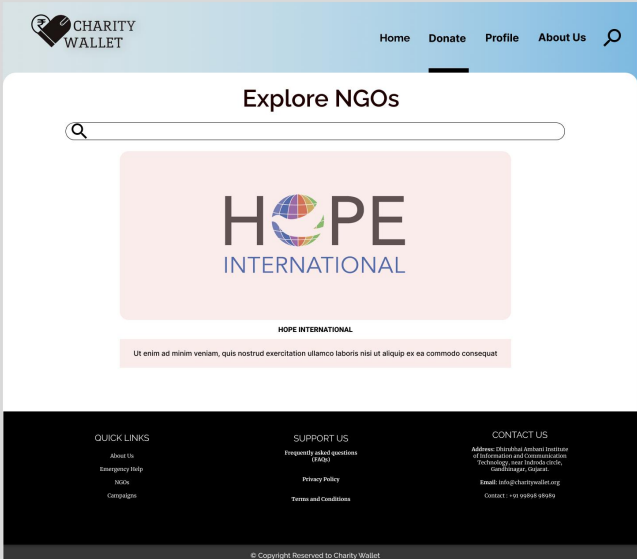 ₹ CHARITY
WALLET
Home Donate Profile About Us
Explore NGOs
HOPE
INTERNATIONAL
HOPE INTERNATIONAL
Ut enim ad minim veniam, quis nostrud exercitation ullamco laboris nisi ut aliquip ex ea commodo consequat
QUICK LINKS
About Us
Emergency Help
NGOs
Campaigns
SUPPORT US
Frequently asked questions
(FAQs)
Privacy Policy
Terms and Conditions
CONTACT US
Address: Dhirubhai Ambani Institute
of Information and Communication
Technology, near Indroda circle,
Gandhinagar, Gujarat.
Email: info@charitywallet.org
Contact : +91 99898 98989
© Copyright Reserved to Charity Wallet